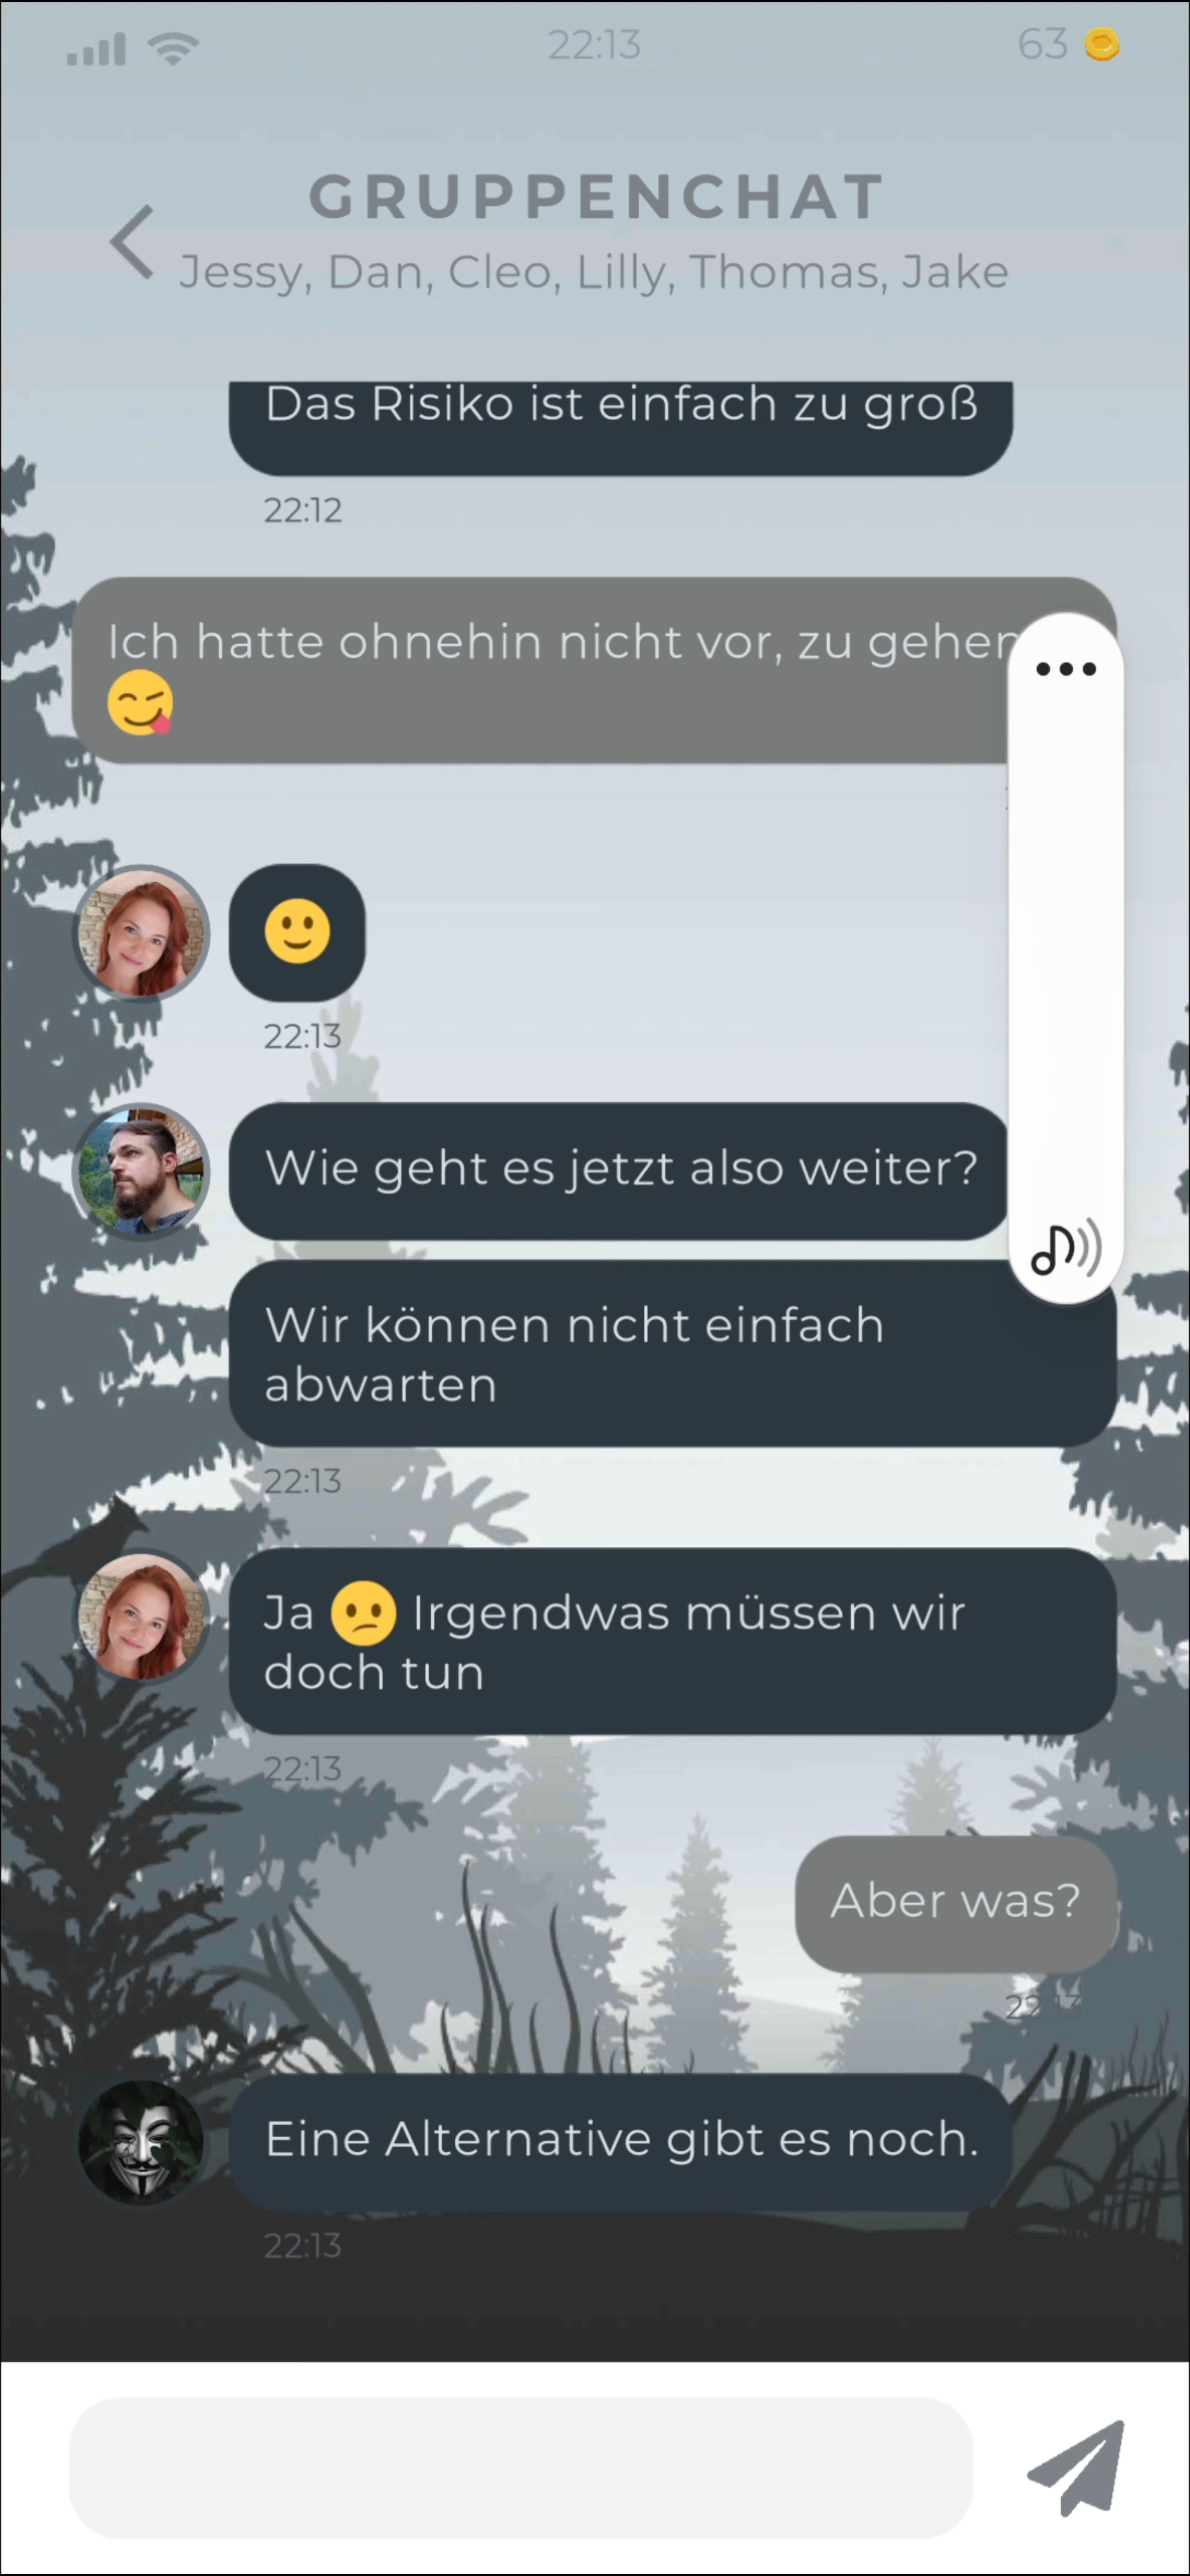 22:13
63
GRUPPENCHAT
Jessy, Dan, Cleo, Lilly, Thomas, Jake
Das Risiko ist einfach zu groß
22:12
Ich hatte ohnehin nicht vor, zu gehen
😋
🙂
22:13
Wie geht es jetzt also weiter?
Wir können nicht einfach
abwarten
22:13
Ja 😕 Irgendwas müssen wir
doch tun
22:13
Aber was?
22:13
Eine Alternative gibt es noch.
22:13